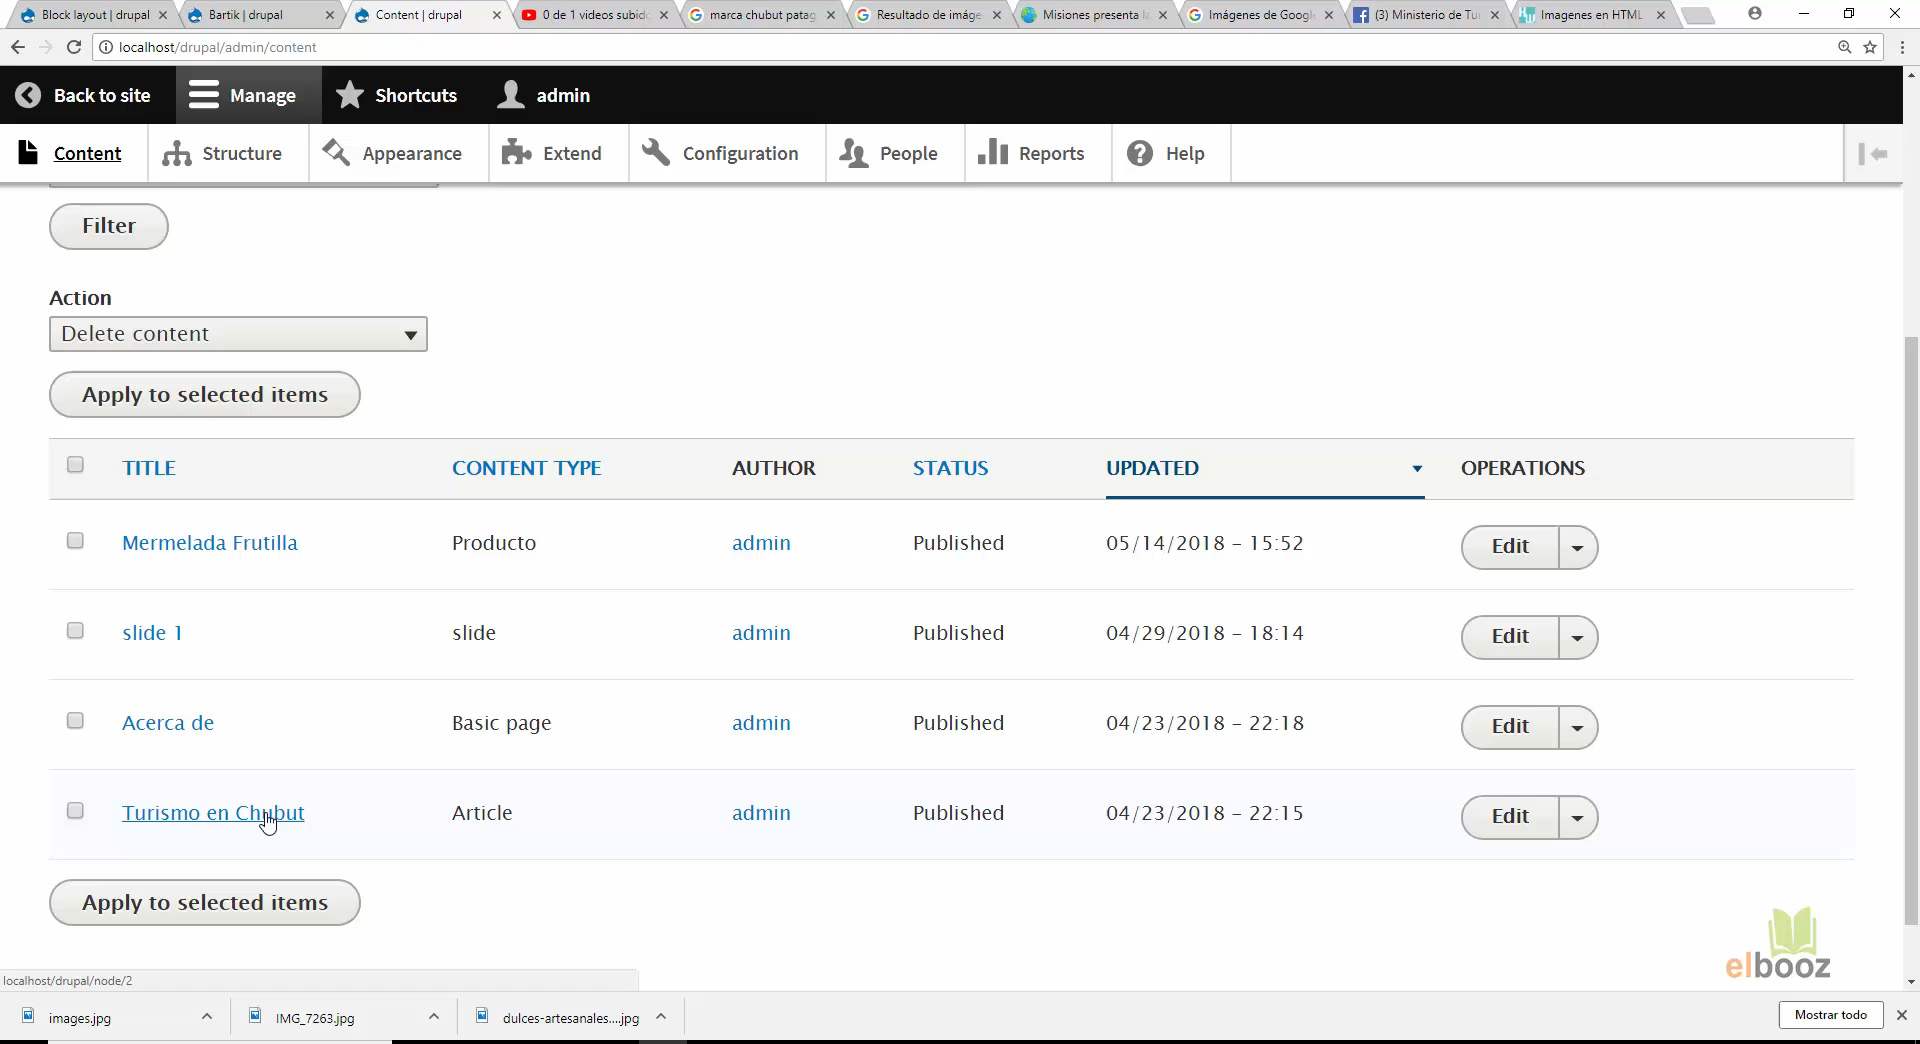 Block layout | drupal
Bartik | drupal
Content | drupal
0 de 1 videos subido
marca chubut patag
Resultado de imáge
Misiones presenta la
Imágenes de Google
(3) Ministerio de Tu
Imagenes en HTML
localhost/drupal/admin/content
Back to site
Manage
Shortcuts
admin
Content
Structure
Appearance
Extend
Configuration
People
Reports
Help
Filter
Action
Delete content
Apply to selected items
TITLE CONTENT TYPE AUTHOR STATUS UPDATED OPERATIONS
Mermelada Frutilla Producto admin Published 05/14/2018 - 15:52 Edit
slide 1 slide admin Published 04/29/2018 - 18:14 Edit
Acerca de Basic page admin Published 04/23/2018 - 22:18 Edit
Turismo en Chubut Article admin Published 04/23/2018 - 22:15 Edit
Apply to selected items
elbooz
localhost/drupal/node/2
images.jpg
IMG_7263.jpg
dulces-artesanales....jpg
Mostrar todo